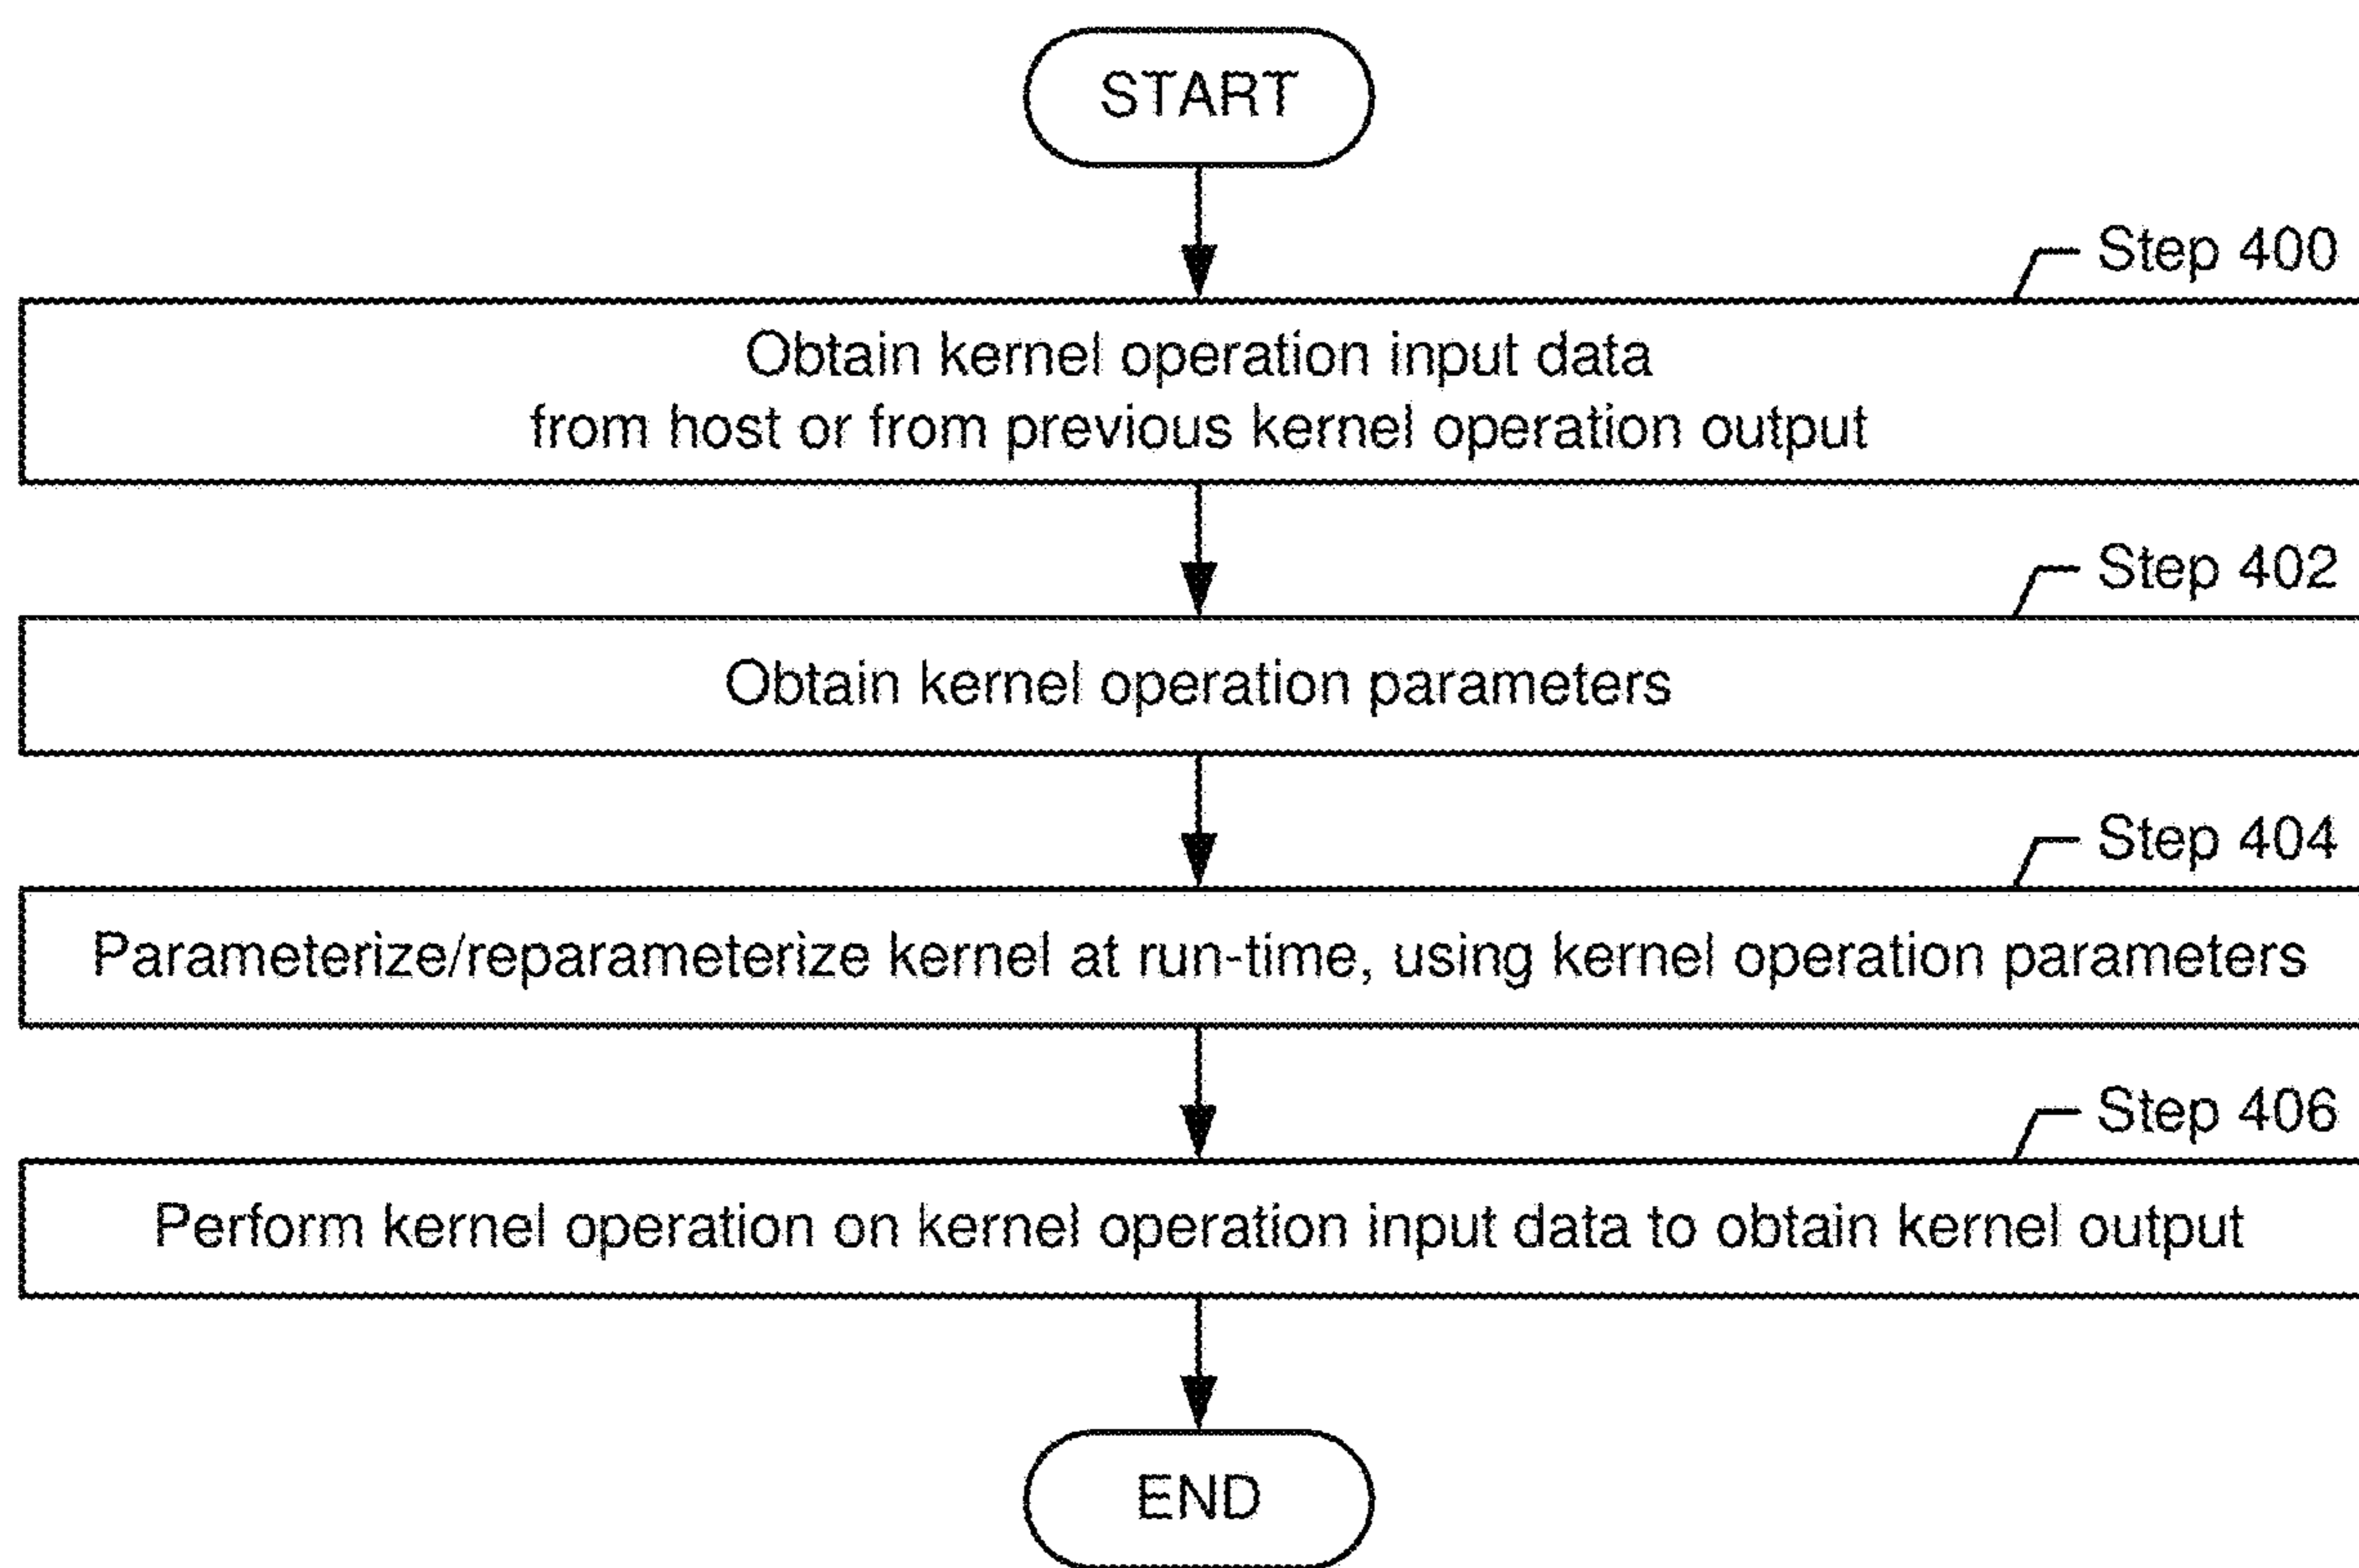 START
Step 400
Obtain kernel operation input data
from host or from previous kernel operation output
Step 402
Obtain kernel operation parameters
Step 404
Parameterize/reparameterize kernel at run-time, using kernel operation parameters
Step 406
Perform kernel operation on kernel operation input data to obtain kernel output
END